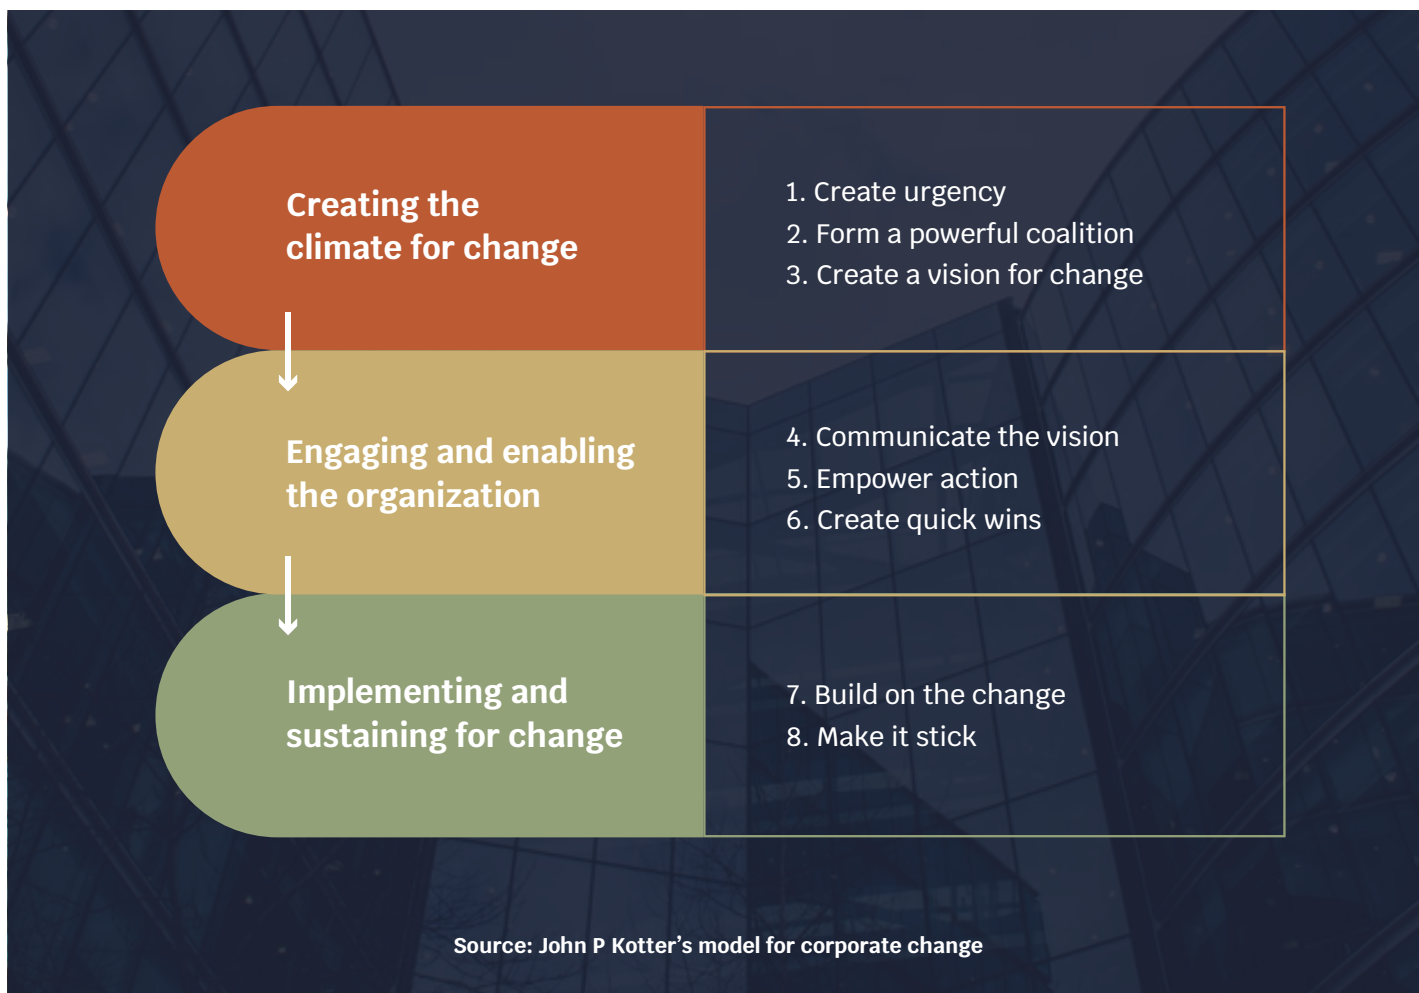 Creating the
climate for change
1. Create urgency
2. Form a powerful coalition
3. Create a vision for change
Engaging and enabling
the organization
4. Communicate the vision
5. Empower action
6. Create quick wins
Implementing and
sustaining for change
7. Build on the change
8. Make it stick
Source: John P Kotter’s model for corporate change